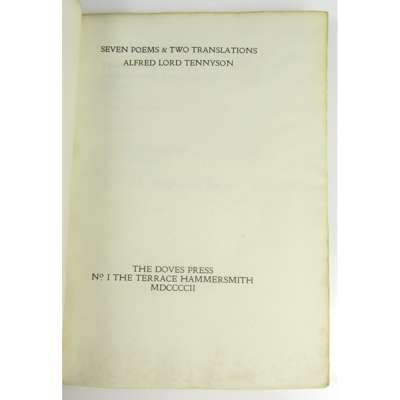 SEVEN POEMS & TWO TRANSLATIONS
ALFRED LORD TENNYSON
THE DOVES PRESS
Nº I THE TERRACE HAMMERSMITH
MDCCCCII